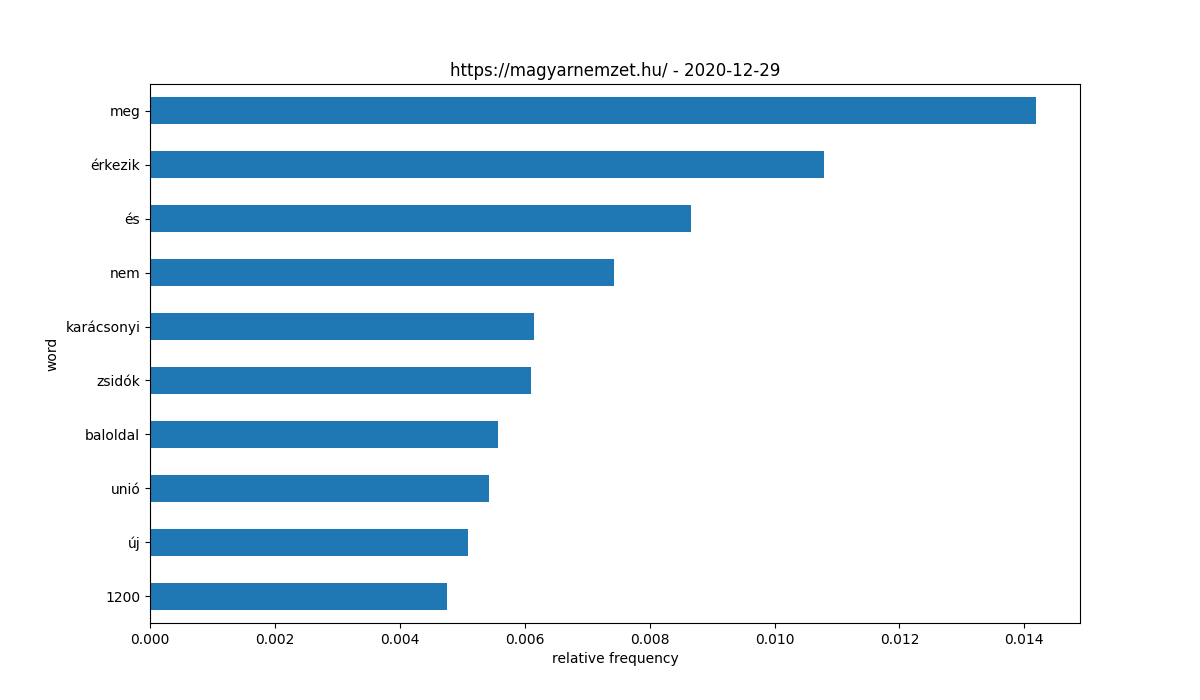 https://magyarnemzet.hu/ - 2020-12-29
meg
érkezik
és
nem
karácsonyi
zsidók
baloldal
unió
új
1200
word
0.000 0.002 0.004 0.006 0.008 0.010 0.012 0.014
relative frequency